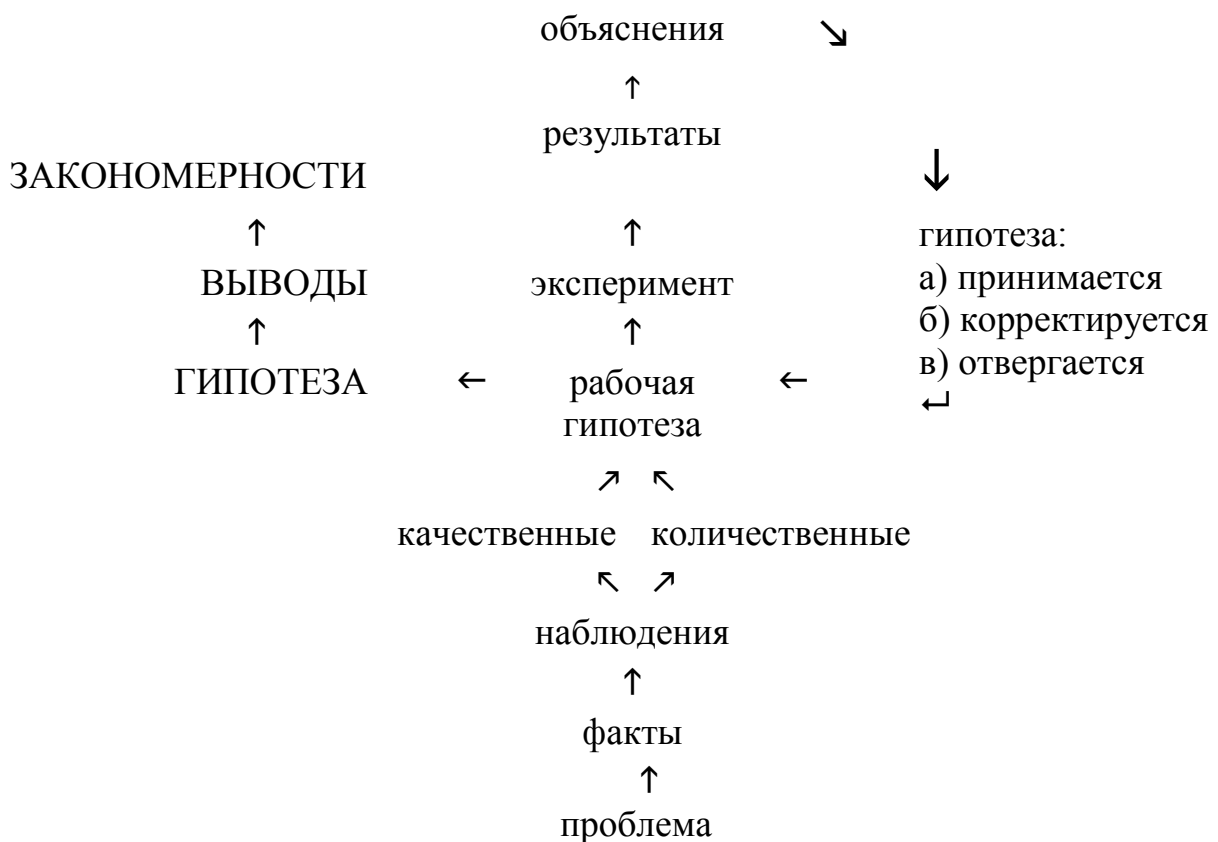 объяснения ↘
↑
результаты
ЗАКОНОМЕРНОСТИ ↓
↑ ↑ гипотеза:
ВЫВОДЫ эксперимент а) принимается
↑ ↑ б) корректируется
ГИПОТЕЗА ← рабочая ← в) отвергается
гипотеза ↵
↗ ↖
качественные количественные
↖ ↗
наблюдения
↑
факты
↑
проблема